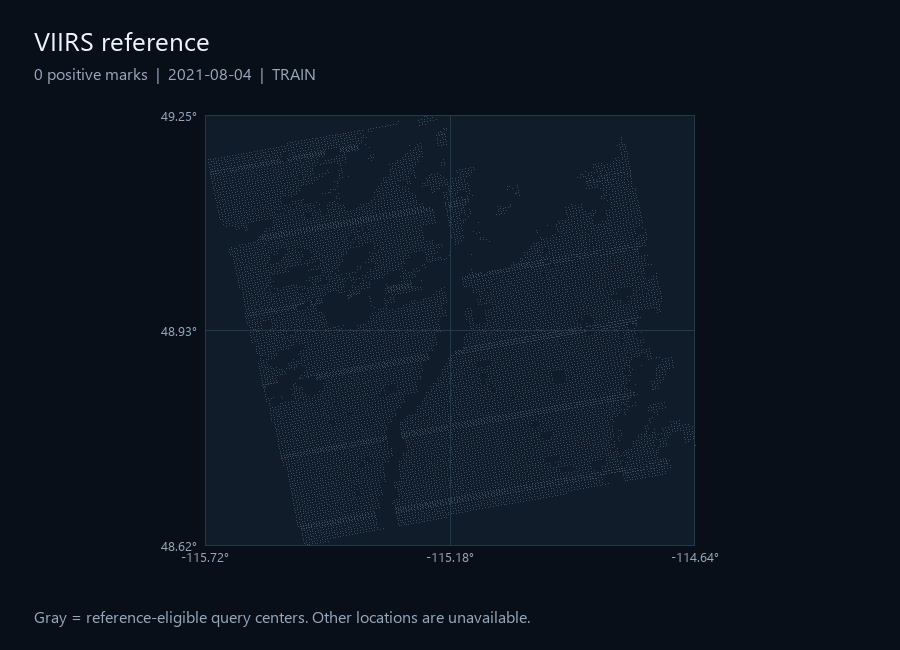 VIIRS reference
0 positive marks | 2021-08-04 | TRAIN
49.25°
48.93°
48.62°
-115.72°
-115.18°
-114.64°
Gray = reference-eligible query centers. Other locations are unavailable.